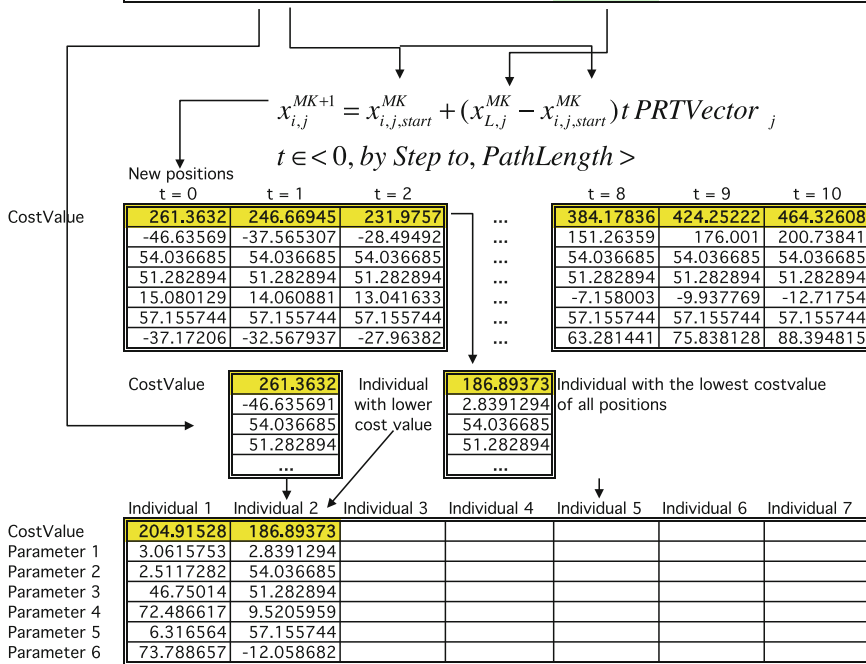 x_{i,j}^{MK+1} = x_{i,j,start}^{MK} + (x_{L,j}^{MK} − x_{i,j,start}^{MK}) t PRTVector_j
t ∈ < 0, by Step to, PathLength >
New positions
t = 0 t = 1 t = 2 t = 8 t = 9 t = 10
CostValue 261.3632 246.66945 231.9757 ... 384.17836 424.25222 464.32608
-46.63569 -37.565307 -28.49492 ... 151.26359 176.001 200.73841
54.036685 54.036685 54.036685 ... 54.036685 54.036685 54.036685
51.282894 51.282894 51.282894 ... 51.282894 51.282894 51.282894
15.080129 14.060881 13.041633 ... -7.158003 -9.937769 -12.71754
57.155744 57.155744 57.155744 ... 57.155744 57.155744 57.155744
-37.17206 -32.567937 -27.96382 ... 63.281441 75.838128 88.394815
CostValue 261.3632 Individual 186.89373 Individual with the lowest costvalue
-46.635691 with lower 2.8391294 of all positions
54.036685 cost value 54.036685
51.282894 51.282894
... ...
Individual 1 Individual 2 Individual 3 Individual 4 Individual 5 Individual 6 Individual 7
CostValue 204.91528 186.89373
Parameter 1 3.0615753 2.8391294
Parameter 2 2.5117282 54.036685
Parameter 3 46.75014 51.282894
Parameter 4 72.486617 9.5205959
Parameter 5 6.316564 57.155744
Parameter 6 73.788657 -12.058682